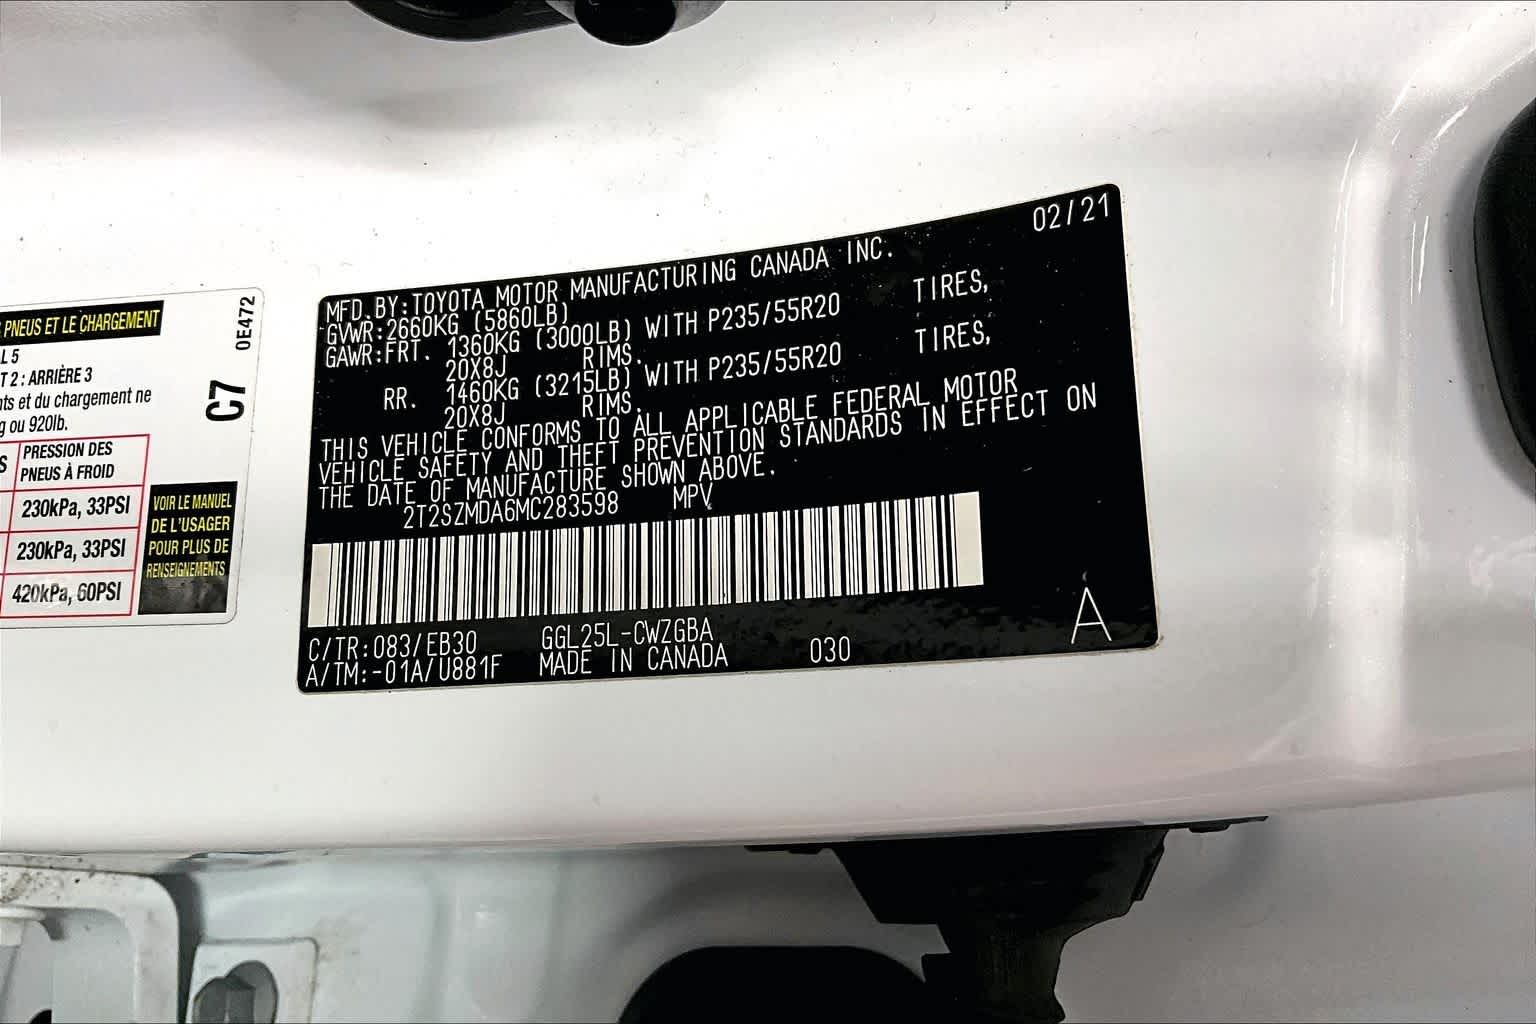 PNEUS ET LE CHARGEMENT
0E472
L 5
T 2 : ARRIÈRE 3
C7
et du chargement ne
ou 920lb.
PRESSION DES
PNEUS À FROID
230kPa, 33PSI
230kPa, 33PSI
420kPa, 60PSI
VOIR LE MANUEL
DE L'USAGER
POUR PLUS DE
RENSEIGNEMENTS
02/21
MFD.BY:TOYOTA MOTOR MANUFACTURING CANADA INC.
GVWR:2660KG (5860LB)
GAWR:FRT. 1360KG (3000LB) WITH P235/55R20 TIRES,
20X8J RIMS.
RR. 1460KG (3215LB) WITH P235/55R20 TIRES,
20X8J RIMS.
THIS VEHICLE CONFORMS TO ALL APPLICABLE FEDERAL MOTOR
VEHICLE SAFETY AND THEFT PREVENTION STANDARDS IN EFFECT ON
THE DATE OF MANUFACTURE SHOWN ABOVE.
2T2SZMDA6MC283598 MPV
C/TR:083/EB30 GGL25L-CWZGBA
A/TM:-01A/U881F MADE IN CANADA 030
A